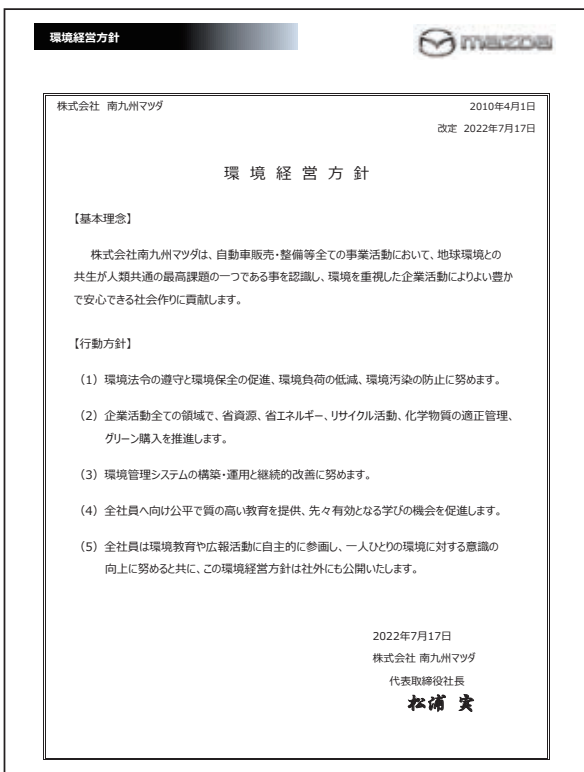 環境経営方針
mazda
株式会社 南九州マツダ
2010年4月1日
改定 2022年7月17日
環 境 経 営 方 針
【基本理念】
株式会社南九州マツダは、自動車販売・整備等全ての事業活動において、地球環境との
共生が人類共通の最高課題の一つである事を認識し、環境を重視した企業活動によりよい豊か
で安心できる社会作りに貢献します。
【行動方針】
(1) 環境法令の遵守と環境保全の促進、環境負荷の低減、環境汚染の防止に努めます。
(2) 企業活動全ての領域で、省資源、省エネルギー、リサイクル活動、化学物質の適正管理、
グリーン購入を推進します。
(3) 環境管理システムの構築・運用と継続的改善に努めます。
(4) 全社員へ向け公平で質の高い教育を提供、先々有効となる学びの機会を促進します。
(5) 全社員は環境教育や広報活動に自主的に参画し、一人ひとりの環境に対する意識の
向上に努めると共に、この環境経営方針は社外にも公開いたします。
2022年7月17日
株式会社 南九州マツダ
代表取締役社長
松浦 実